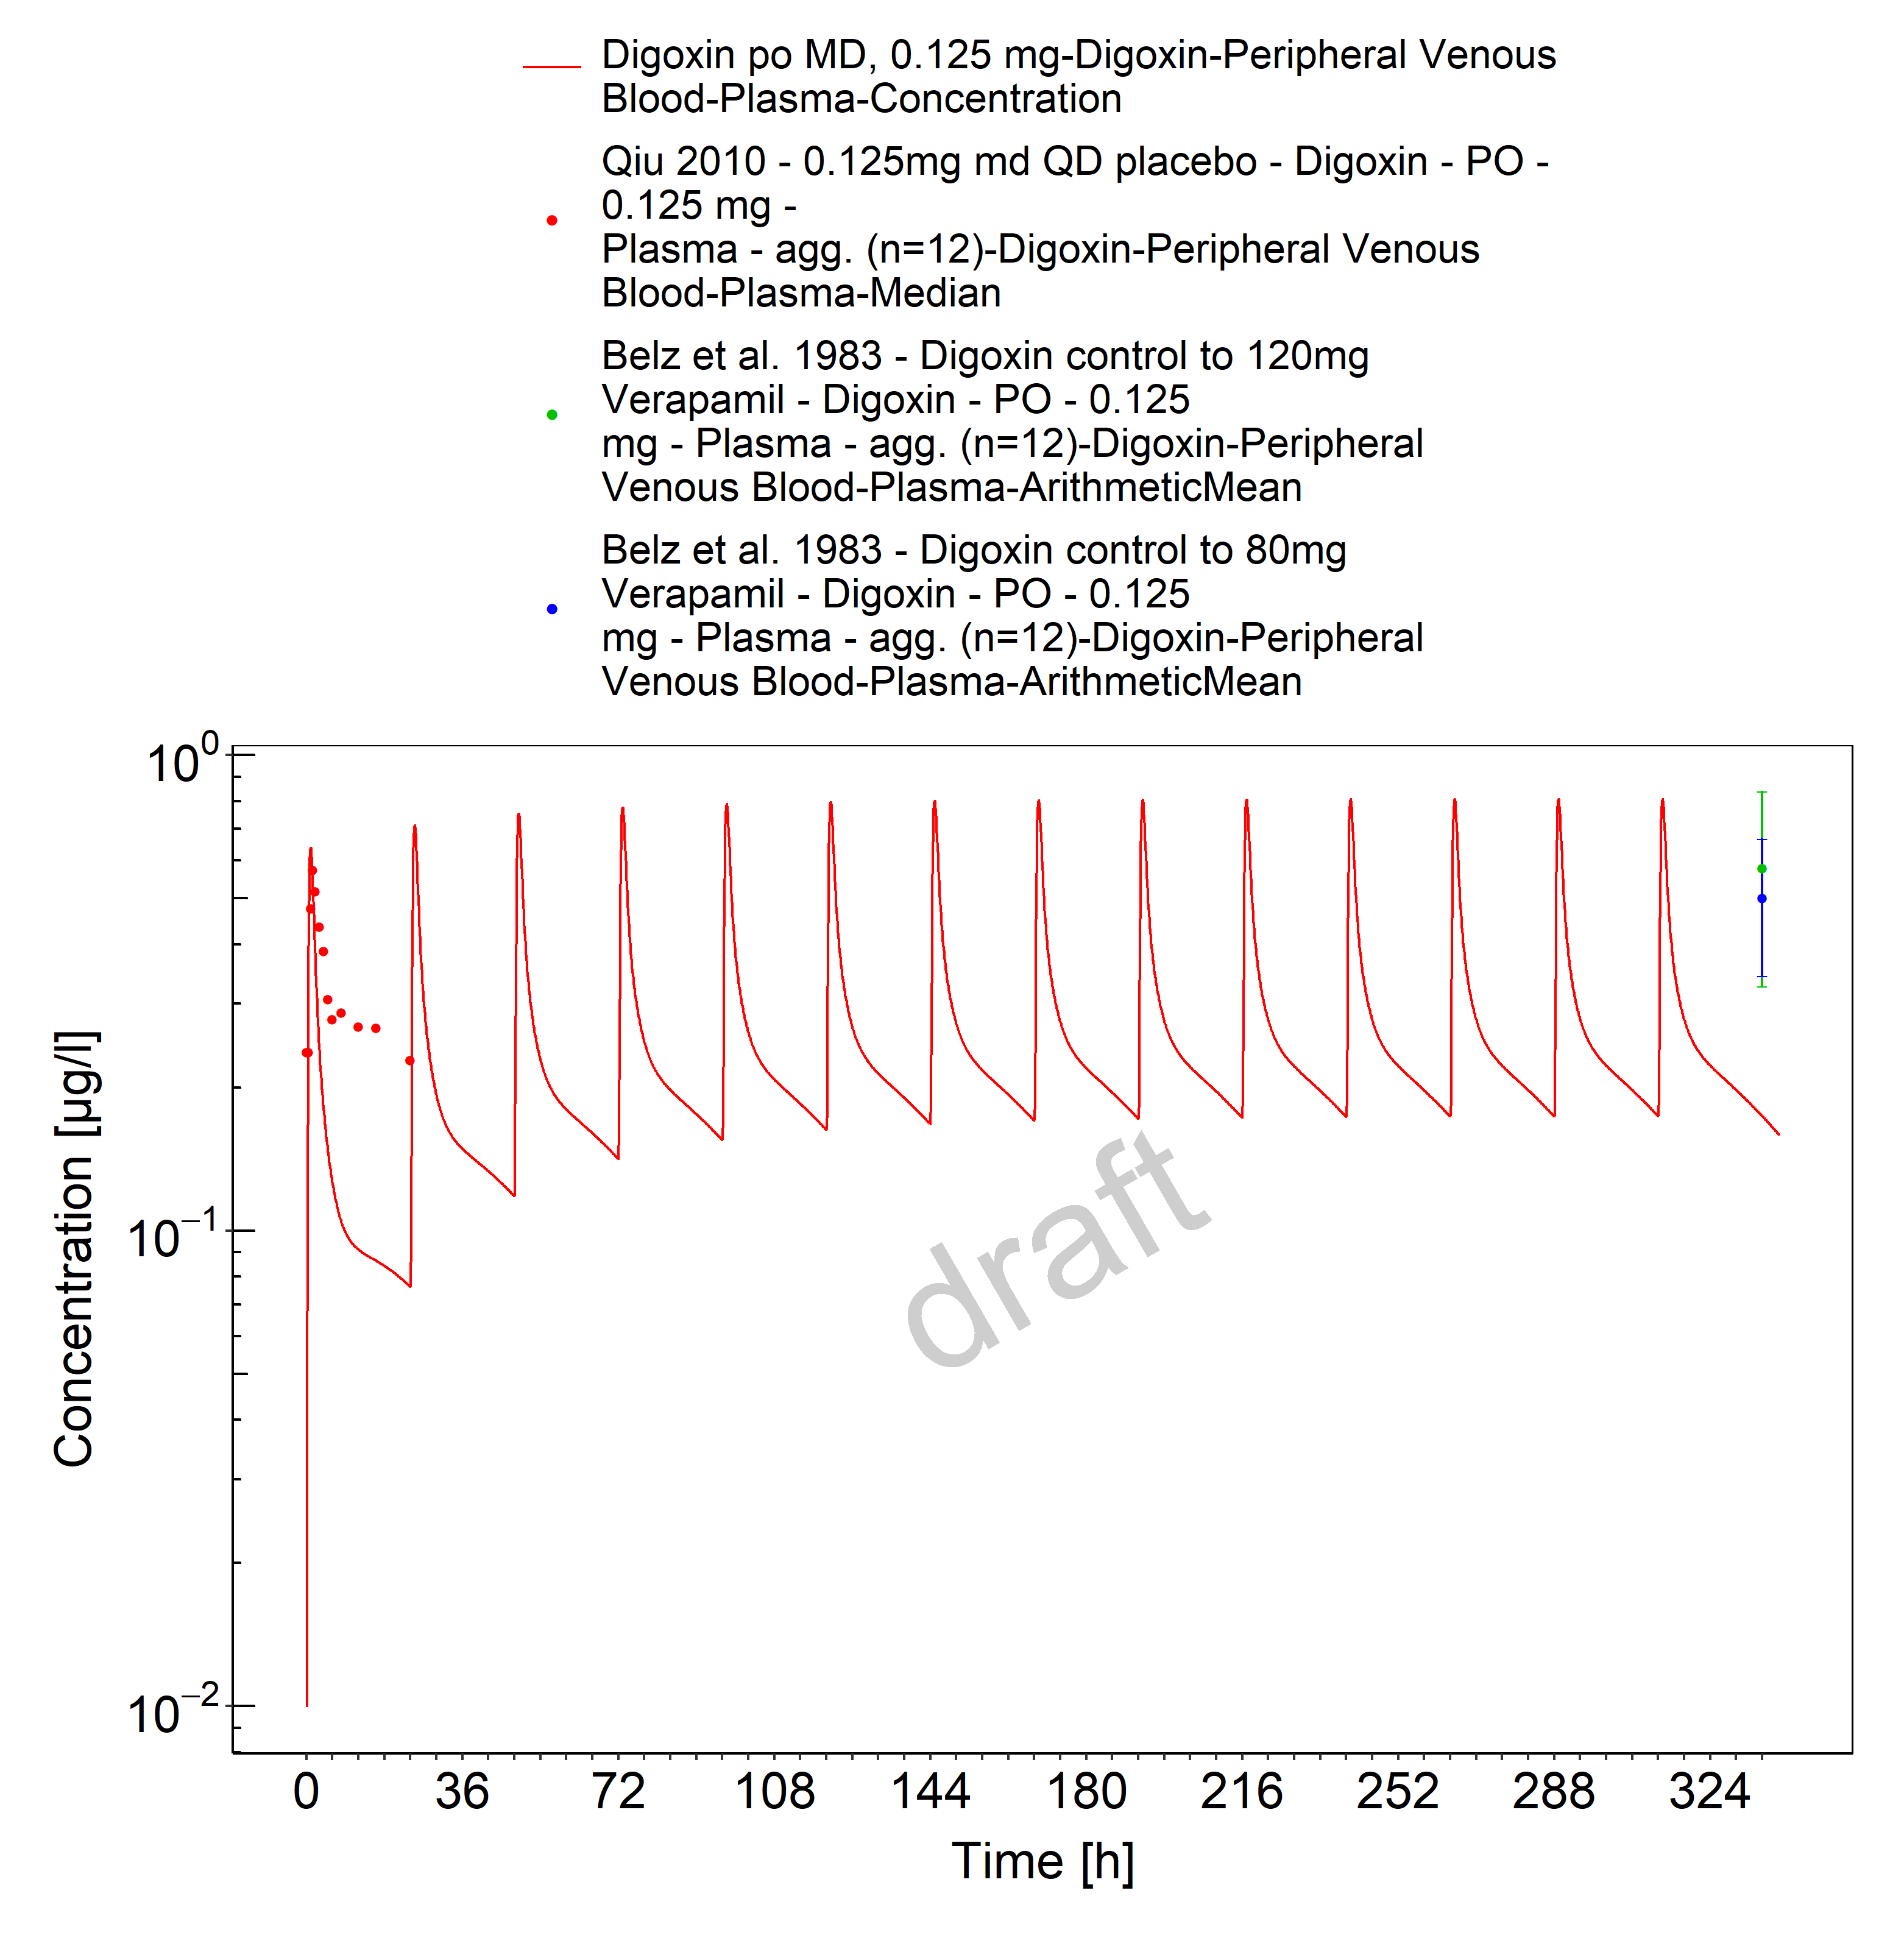 Digoxin po MD, 0.125 mg-Digoxin-Peripheral Venous
Blood-Plasma-Concentration
Qiu 2010 - 0.125mg md QD placebo - Digoxin - PO -
0.125 mg -
Plasma - agg. (n=12)-Digoxin-Peripheral Venous
Blood-Plasma-Median
Belz et al. 1983 - Digoxin control to 120mg
Verapamil - Digoxin - PO - 0.125
mg - Plasma - agg. (n=12)-Digoxin-Peripheral
Venous Blood-Plasma-ArithmeticMean
Belz et al. 1983 - Digoxin control to 80mg
Verapamil - Digoxin - PO - 0.125
mg - Plasma - agg. (n=12)-Digoxin-Peripheral
Venous Blood-Plasma-ArithmeticMean
10⁰
10⁻¹
10⁻²
Concentration [µg/l]
draft
0 36 72 108 144 180 216 252 288 324
Time [h]